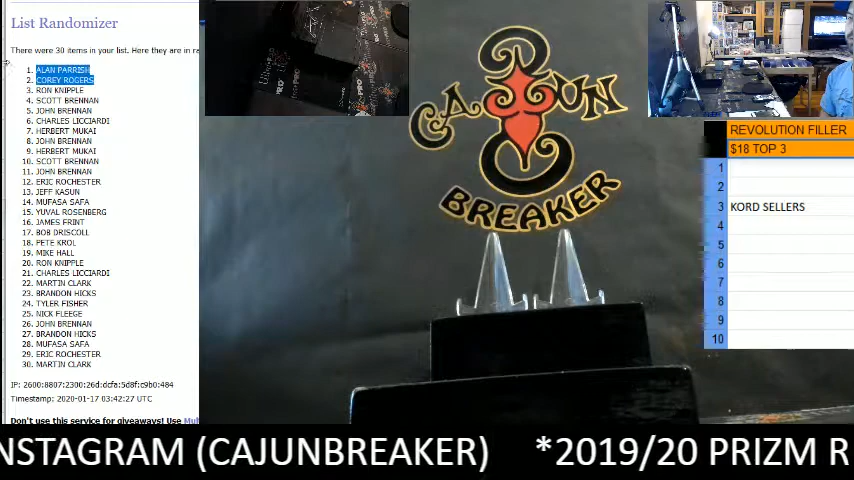 List Randomizer
There were 30 items in your list. Here they are in ra
1. ALAN PARRISH
2. COREY ROGERS
3. RON KNIPPLE
4. SCOTT BRENNAN
5. JOHN BRENNAN
6. CHARLES LICCIARDI
7. HERBERT MUKAI
8. JOHN BRENNAN
9. HERBERT MUKAI
10. SCOTT BRENNAN
11. JOHN BRENNAN
12. ERIC ROCHESTER
13. JEFF KASUN
14. MUFASA SAFA
15. YUVAL ROSENBERG
16. JAMES FRINT
17. BOB DRISCOLL
18. PETE KROL
19. MIKE HALL
20. RON KNIPPLE
21. CHARLES LICCIARDI
22. MARTIN CLARK
23. BRANDON HICKS
24. TYLER FISHER
25. NICK FLEEGE
26. JOHN BRENNAN
27. BRANDON HICKS
28. MUFASA SAFA
29. ERIC ROCHESTER
30. MARTIN CLARK
IP: 2600:8807:2300:26d:dcfa:5d8f:c9b0:484
Timestamp: 2020-01-17 03:42:27 UTC
Don't use this service for giveaways! Use Mul
CAJUN
BREAKER
REVOLUTION FILLER
$18 TOP 3
1
2
3 KORD SELLERS
4
5
6
7
8
9
10
NSTAGRAM (CAJUNBREAKER) *2019/20 PRIZM R